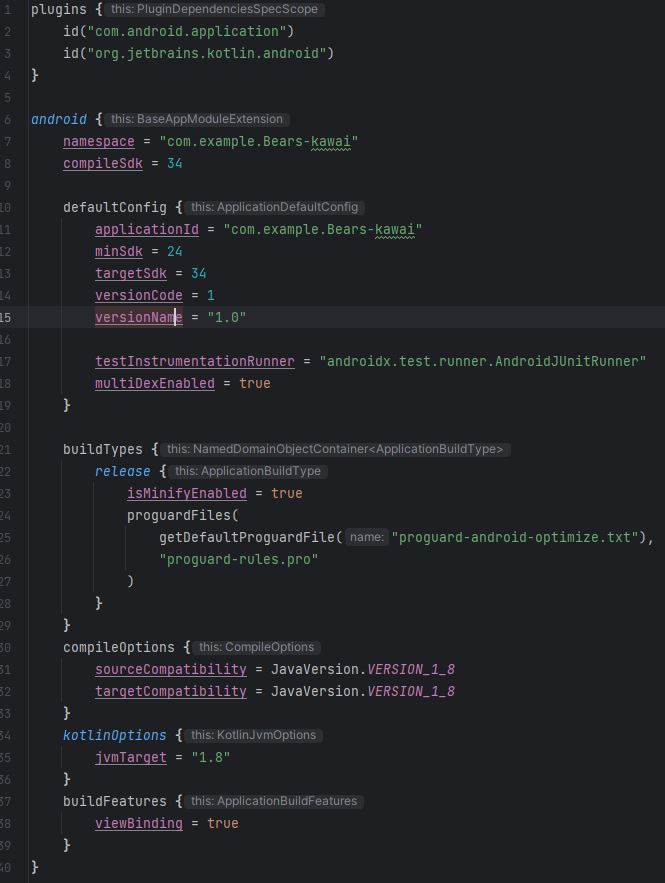 1 plugins { this: PluginDependenciesSpecScope
2     id("com.android.application")
3     id("org.jetbrains.kotlin.android")
4 }
5
6 android { this: BaseAppModuleExtension
7     namespace = "com.example.Bears-kawai"
8     compileSdk = 34
9
10     defaultConfig { this: ApplicationDefaultConfig
11         applicationId = "com.example.Bears-kawai"
12         minSdk = 24
13         targetSdk = 34
14         versionCode = 1
15         versionName = "1.0"
16
17         testInstrumentationRunner = "androidx.test.runner.AndroidJUnitRunner"
18         multiDexEnabled = true
19     }
20
21     buildTypes { this: NamedDomainObjectContainer<ApplicationBuildType>
22         release { this: ApplicationBuildType
23             isMinifyEnabled = true
24             proguardFiles(
25                 getDefaultProguardFile( name: "proguard-android-optimize.txt"),
26                 "proguard-rules.pro"
27             )
28         }
29     }
30     compileOptions { this: CompileOptions
31         sourceCompatibility = JavaVersion.VERSION_1_8
32         targetCompatibility = JavaVersion.VERSION_1_8
33     }
34     kotlinOptions { this: KotlinJvmOptions
35         jvmTarget = "1.8"
36     }
37     buildFeatures { this: ApplicationBuildFeatures
38         viewBinding = true
39     }
40 }